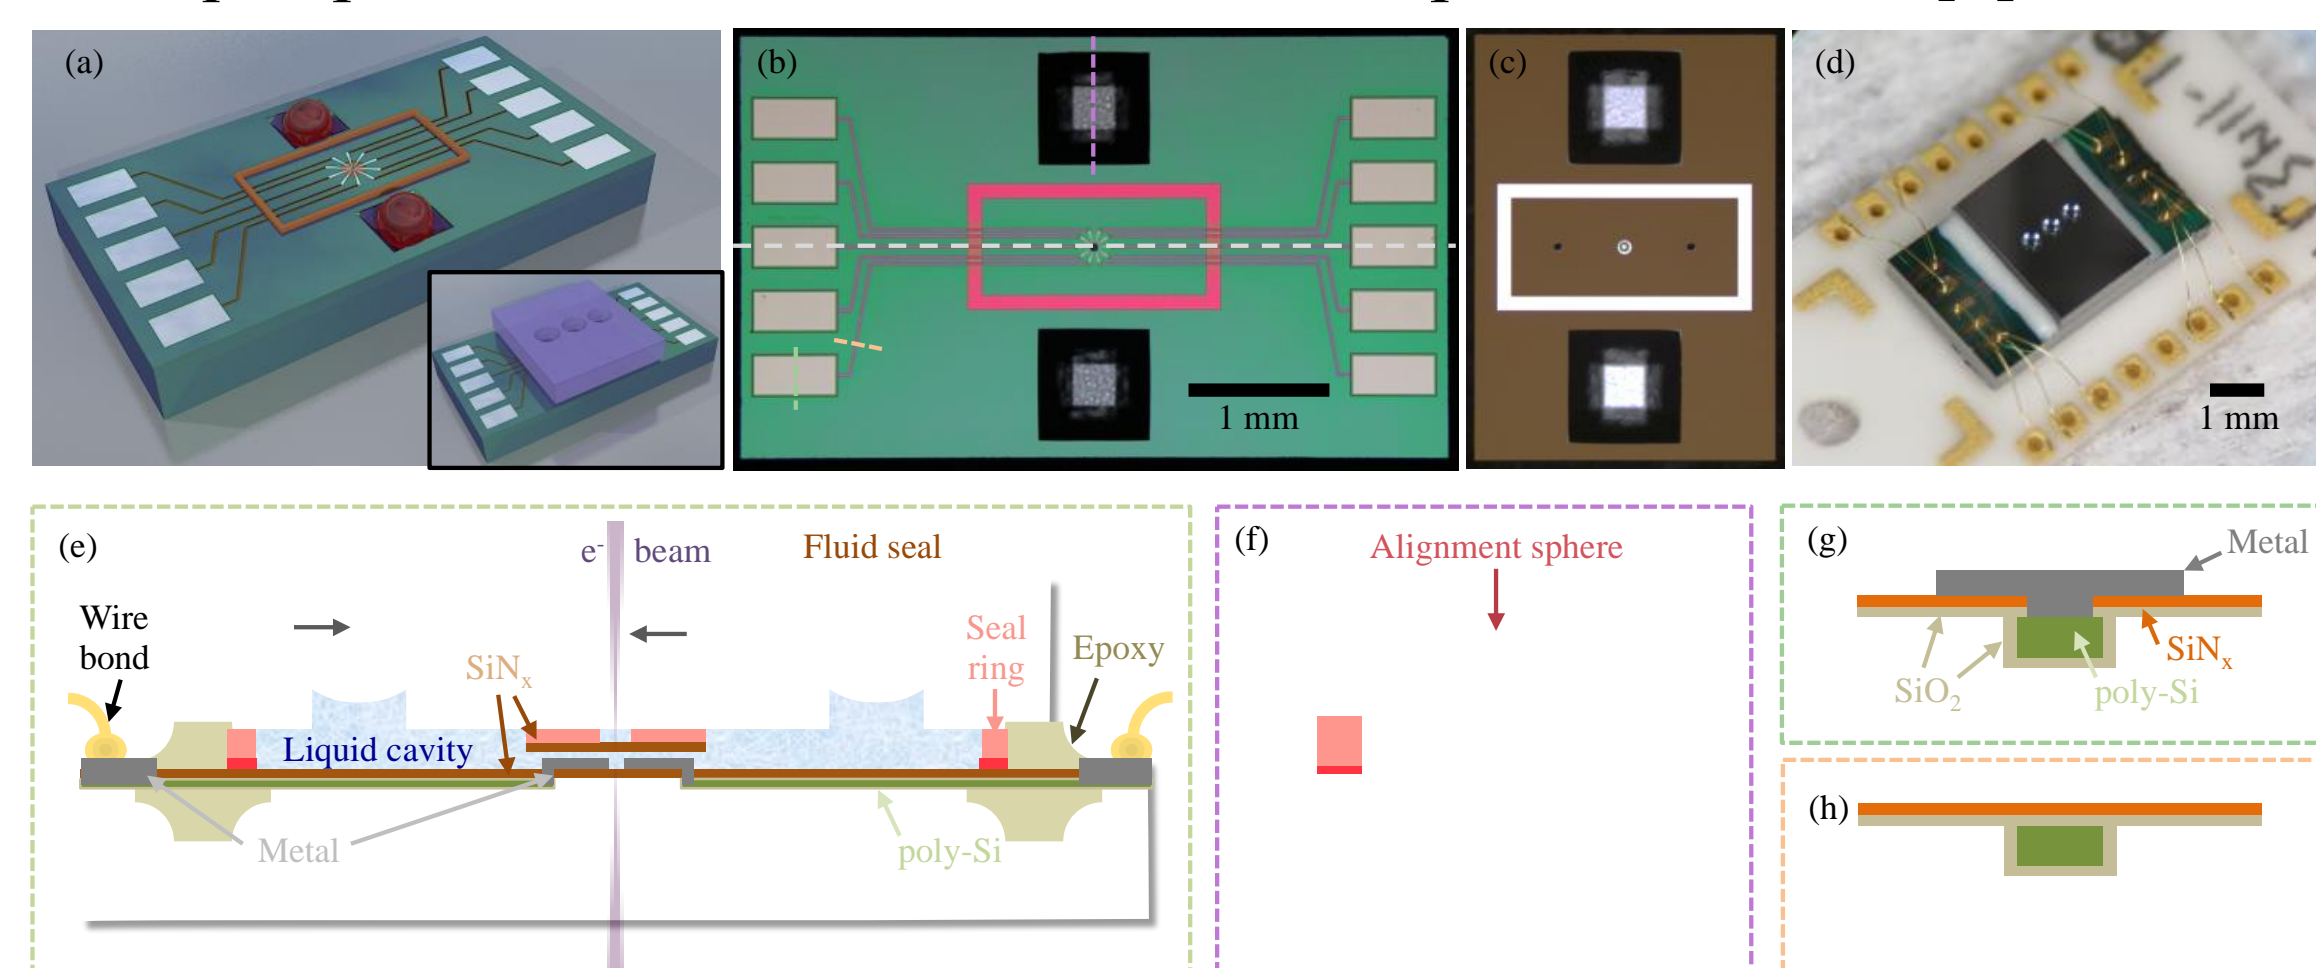 (a)
(b)
1 mm
(c)
(d)
1 mm
(e)
e⁻ beam
Fluid seal
Wire
bond
SiNₓ
Seal
ring
Epoxy
Liquid cavity
Metal
poly-Si
(f)
Alignment sphere
(g)
Metal
SiNₓ
SiO₂
poly-Si
(h)